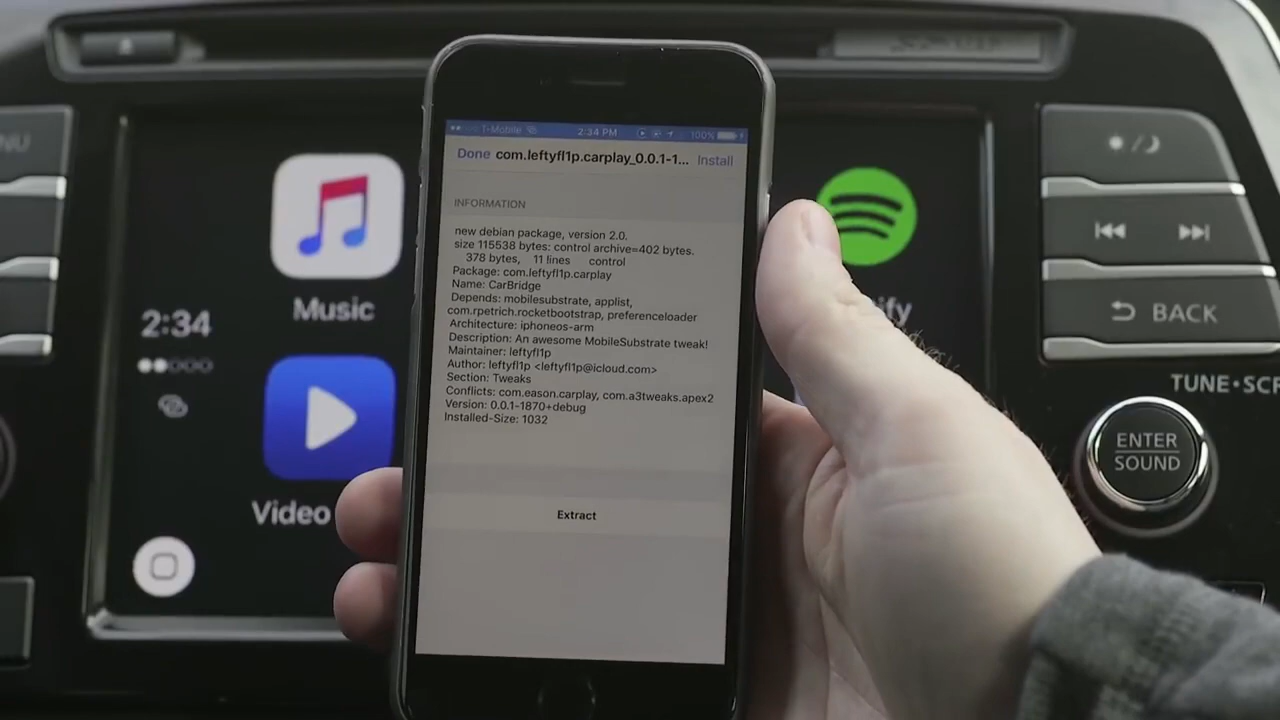 T-Mobile 2:34 PM 100%
Done com.leftyfl1p.carplay_0.0.1-1... Install
INFORMATION
new debian package, version 2.0.
size 115538 bytes: control archive=402 bytes.
378 bytes, 11 lines control
Package: com.leftyfl1p.carplay
Name: CarBridge
Depends: mobilesubstrate, applist,
com.rpetrich.rocketbootstrap, preferenceloader
Architecture: iphoneos-arm
Description: An awesome MobileSubstrate tweak!
Maintainer: leftyfl1p
Author: leftyfl1p <leftyfl1p@icloud.com>
Section: Tweaks
Conflicts: com.eason.carplay, com.a3tweaks.apex2
Version: 0.0.1-1870+debug
Installed-Size: 1032
Extract
Music
2:34
Video
ify
BACK
TUNE•SCR
ENTER
SOUND